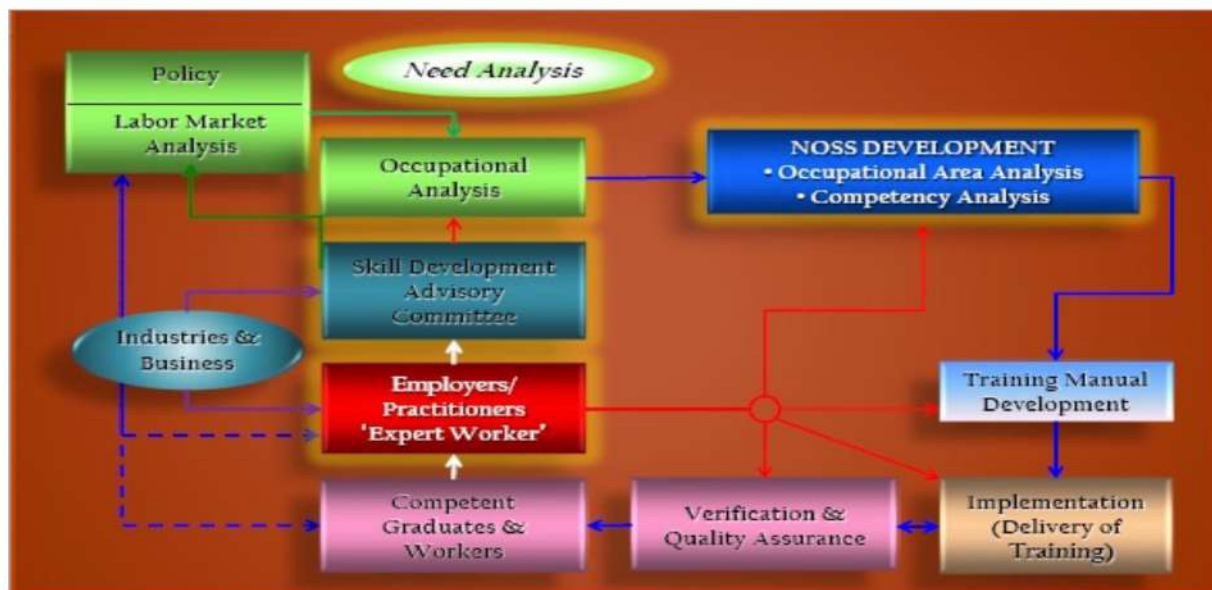 Policy
Labor Market
Analysis
Need Analysis
Occupational
Analysis
NOSS DEVELOPMENT
• Occupational Area Analysis
• Competency Analysis
Skill Development
Advisory
Committee
Industries &
Business
Employers/
Practitioners
'Expert Worker'
Training Manual
Development
Competent
Graduates &
Workers
Verification &
Quality Assurance
Implementation
(Delivery of
Training)